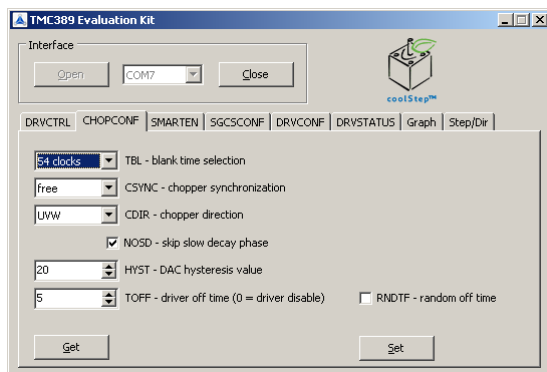 TMC389 Evaluation Kit
Interface
Open COM7 Close
coolStep™
DRVCTRL CHOPCONF SMARTEN SGCSCONF DRVCONF DRVSTATUS Graph Step/Dir
54 clocks TBL - blank time selection
free CSYNC - chopper synchronization
UVW CDIR - chopper direction
NOSD - skip slow decay phase
20 HYST - DAC hysteresis value
5 TOFF - driver off time (0 = driver disable) RNDTF - random off time
Get Set